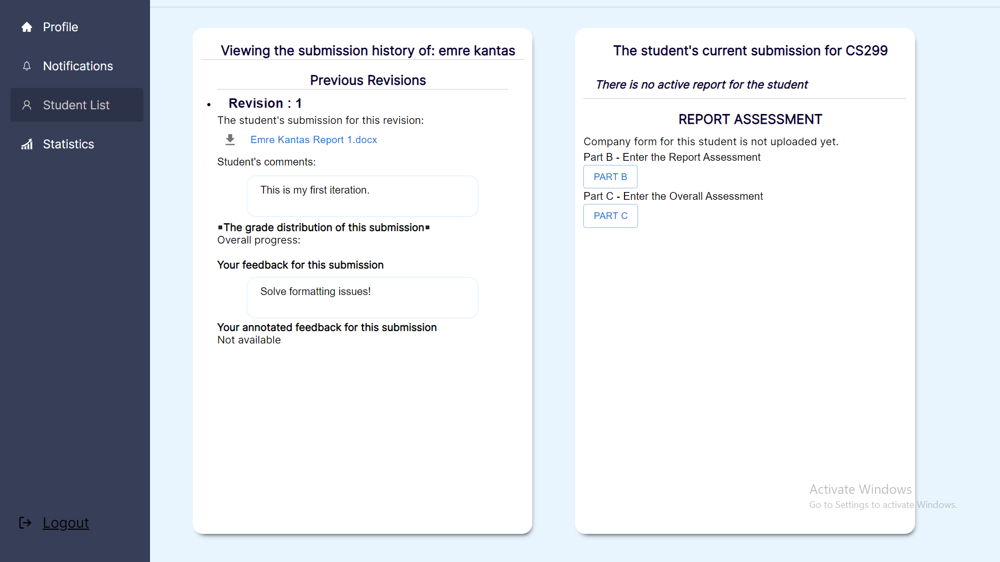 Profile
Notifications
Student List
Statistics
Logout
Viewing the submission history of: emre kantas
Previous Revisions
• Revision : 1
The student's submission for this revision:
Emre Kantas Report 1.docx
Student's comments:
This is my first iteration.
▪The grade distribution of this submission▪
Overall progress:
Your feedback for this submission
Solve formatting issues!
Your annotated feedback for this submission
Not available
The student's current submission for CS299
There is no active report for the student
REPORT ASSESSMENT
Company form for this student is not uploaded yet.
Part B - Enter the Report Assessment
PART B
Part C - Enter the Overall Assessment
PART C
Activate Windows
Go to Settings to activate Windows.